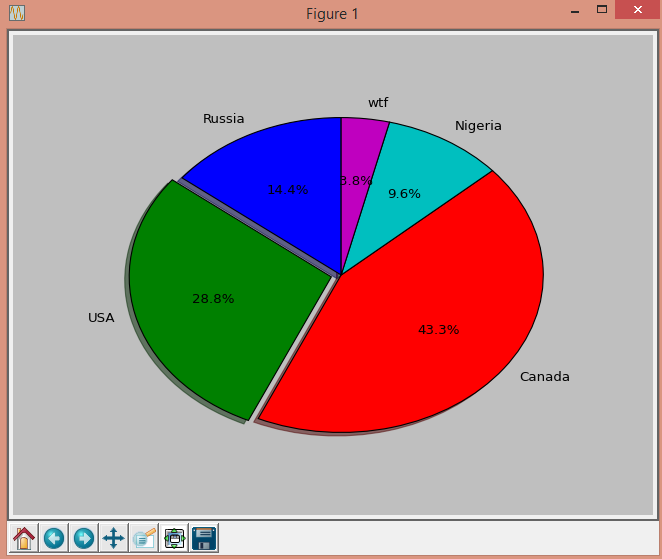 Figure 1
wtf
Russia
Nigeria
3.8%
14.4%
9.6%
28.8%
USA
43.3%
Canada